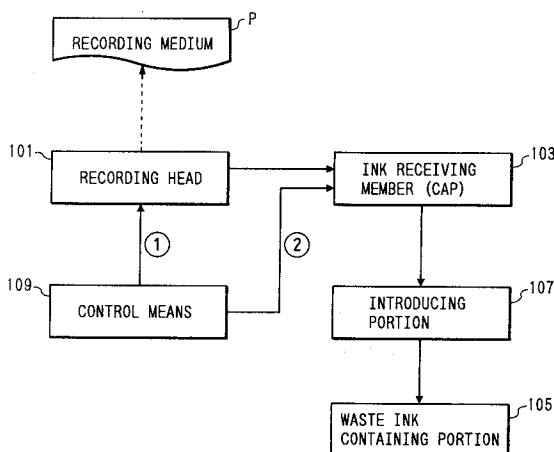 P
RECORDING MEDIUM
101
RECORDING HEAD
103
INK RECEIVING
MEMBER (CAP)
①
②
109
CONTROL MEANS
107
INTRODUCING
PORTION
105
WASTE INK
CONTAINING PORTION